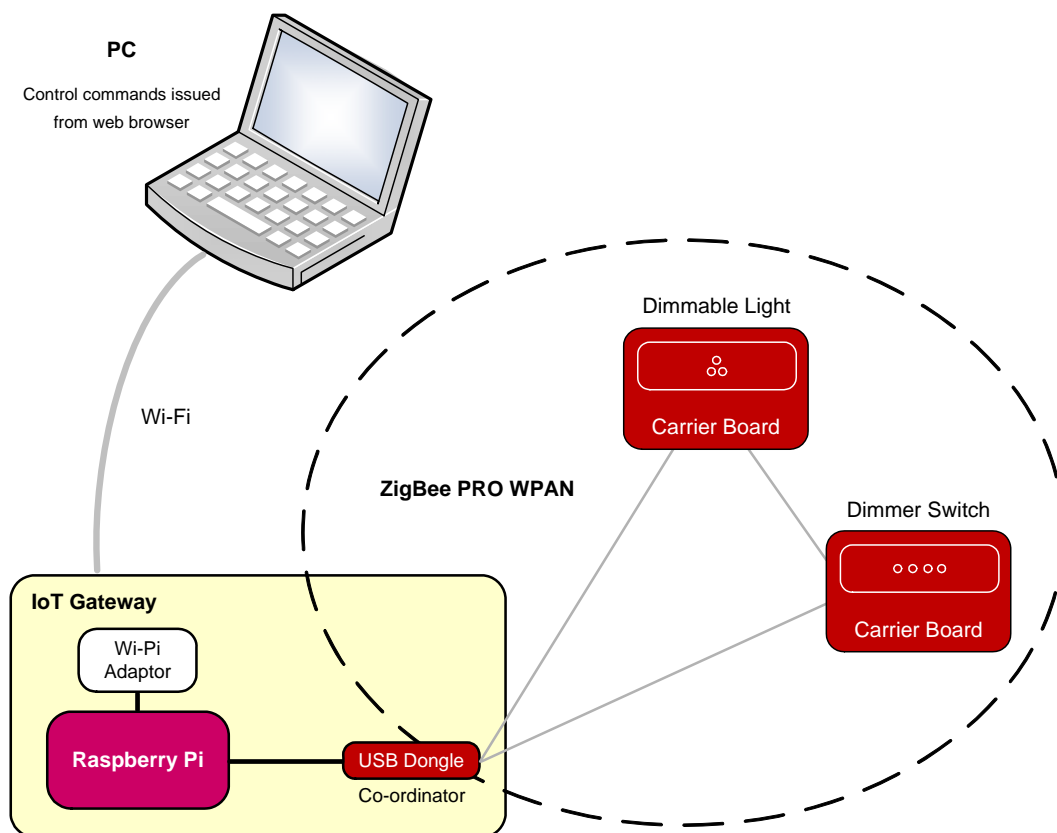 PC
Control commands issued
from web browser
Wi-Fi
Dimmable Light
Carrier Board
ZigBee PRO WPAN
Dimmer Switch
Carrier Board
IoT Gateway
Wi-Pi
Adaptor
Raspberry Pi
USB Dongle
Co-ordinator